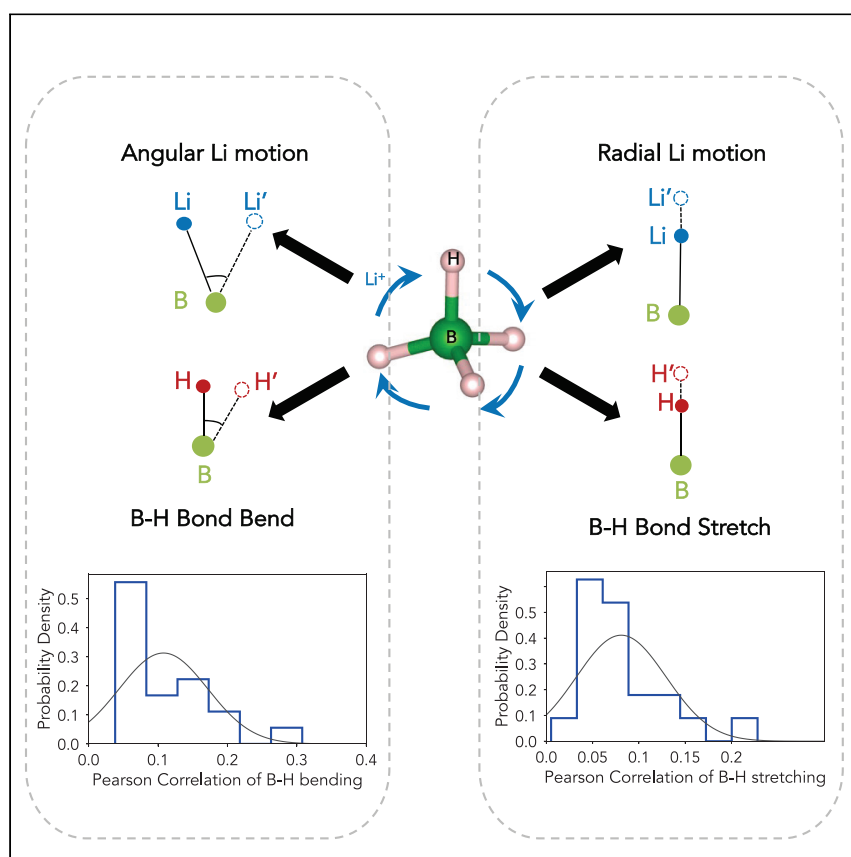 Angular Li motion
Li Li'
B
H H'
B
B-H Bond Bend
Probability Density
0.5
0.4
0.3
0.2
0.1
0.0
0.0 0.1 0.2 0.3 0.4
Pearson Correlation of B-H bending
Li⁺
H
B
Radial Li motion
Li'
Li
B
H'
H
B
B-H Bond Stretch
Probability Density
0.5
0.4
0.3
0.2
0.1
0.0
0.0 0.05 0.1 0.15 0.2
Pearson Correlation of B-H stretching